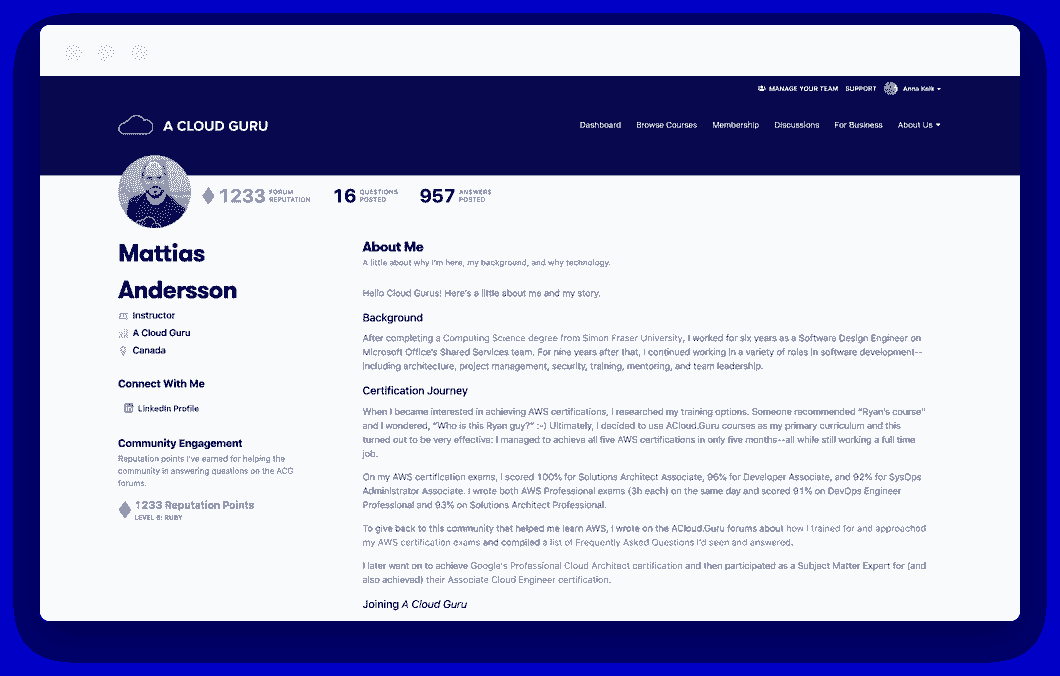 MANAGE YOUR TEAM SUPPORT Anna Kolk
A CLOUD GURU
Dashboard Browse Courses Membership Discussions For Business About Us
1233 FORUM REPUTATION 16 QUESTIONS POSTED 957 ANSWERS POSTED
Mattias
Andersson
Instructor
A Cloud Guru
Canada
Connect With Me
LinkedIn Profile
Community Engagement
Reputation points I've earned for helping the
community in answering questions on the ACG
forums.
1233 Reputation Points
LEVEL 6: RUBY
About Me
A little about why I'm here, my background, and why technology.
Hello Cloud Gurus! Here's a little about me and my story.
Background
After completing a Computing Science degree from Simon Fraser University, I worked for six years as a Software Design Engineer on
Microsoft Office's Shared Services team. For nine years after that, I continued working in a variety of roles in software development--
including architecture, project management, security, training, mentoring, and team leadership.
Certification Journey
When I became interested in achieving AWS certifications, I researched my training options. Someone recommended "Ryan's course"
and I wondered, "Who is this Ryan guy?" :-) Ultimately, I decided to use ACloud.Guru courses as my primary curriculum and this
turned out to be very effective: I managed to achieve all five AWS certifications in only five months--all while still working a full time
job.
On my AWS certification exams, I scored 100% for Solutions Architect Associate, 96% for Developer Associate, and 92% for SysOps
Administrator Associate. I wrote both AWS Professional exams (3h each) on the same day and scored 91% on DevOps Engineer
Professional and 93% on Solutions Architect Professional.
To give back to this community that helped me learn AWS, I wrote on the ACloud.Guru forums about how I trained for and approached
my AWS certification exams and compiled a list of Frequently Asked Questions I'd seen and answered.
I later went on to achieve Google's Professional Cloud Architect certification and then participated as a Subject Matter Expert for (and
also achieved) their Associate Cloud Engineer certification.
Joining A Cloud Guru